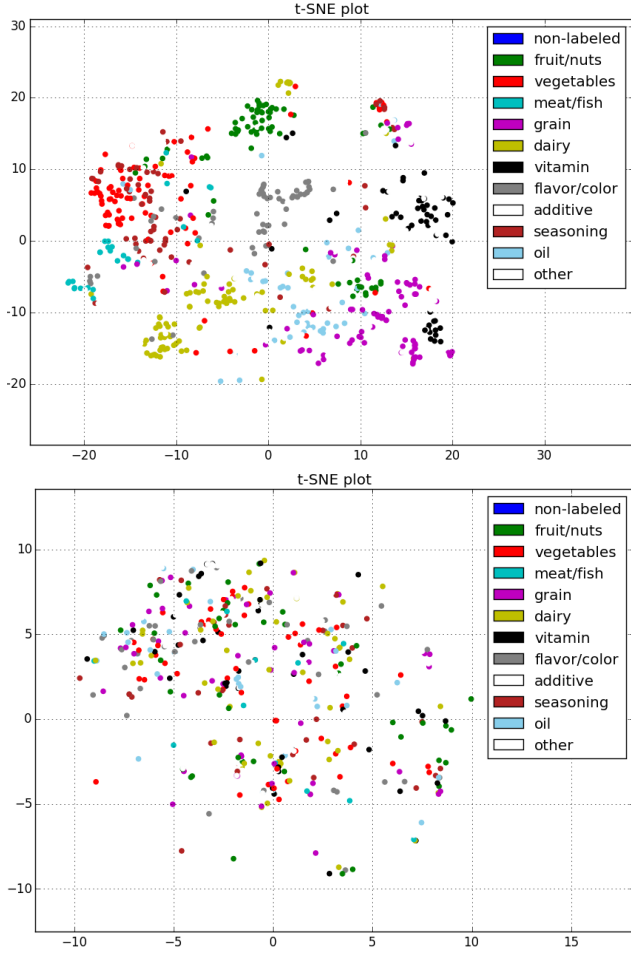 t-SNE plot
30
20
10
0
-10
-20
-20
-10
0
10
20
30
non-labeled
fruit/nuts
vegetables
meat/fish
grain
dairy
vitamin
flavor/color
additive
seasoning
oil
other
t-SNE plot
10
5
0
-5
-10
-10
-5
0
5
10
15
non-labeled
fruit/nuts
vegetables
meat/fish
grain
dairy
vitamin
flavor/color
additive
seasoning
oil
other